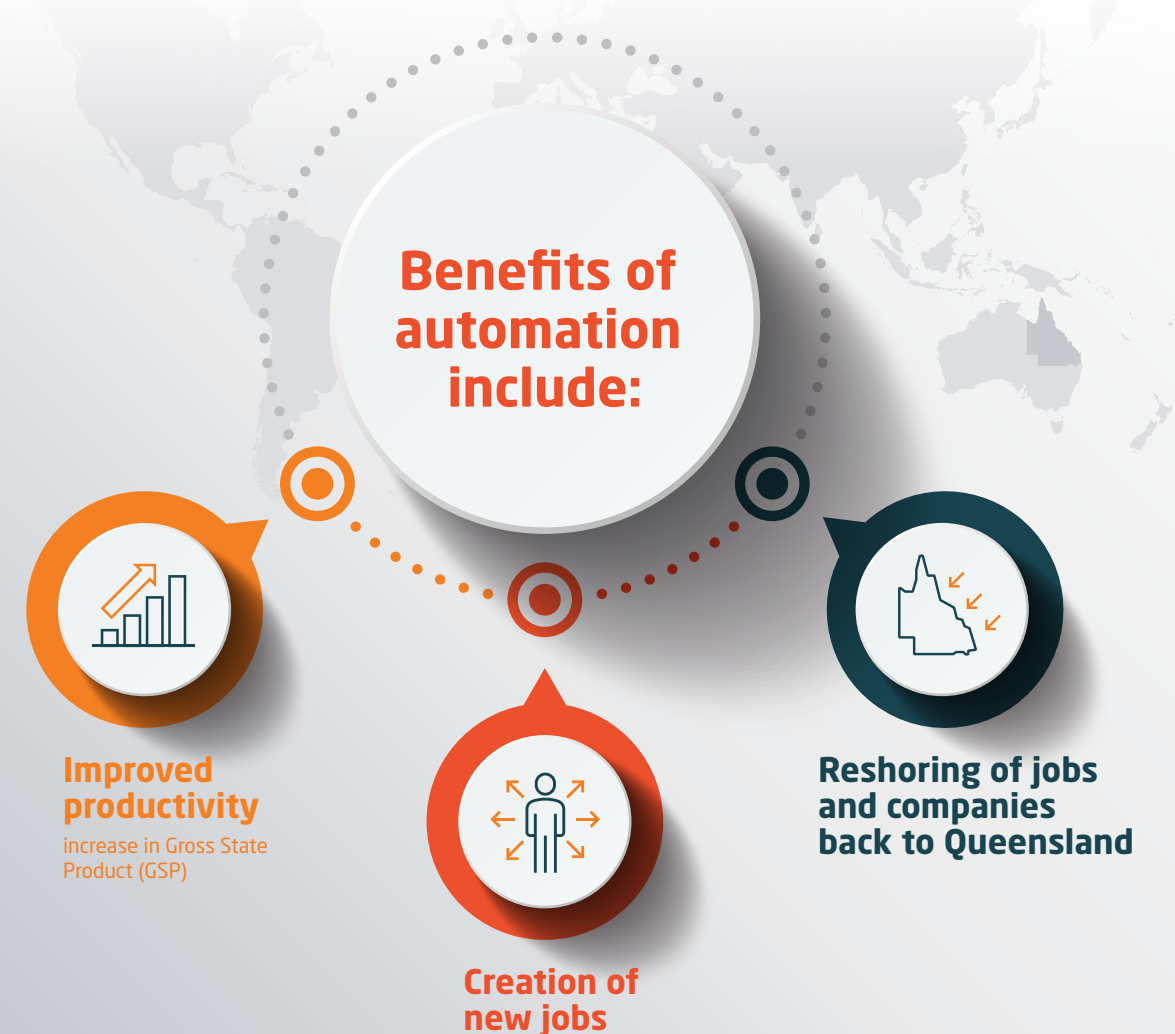 Benefits of
automation
include:
Improved
productivity
increase in Gross State
Product (GSP)
Creation of
new jobs
Reshoring of jobs
and companies
back to Queensland